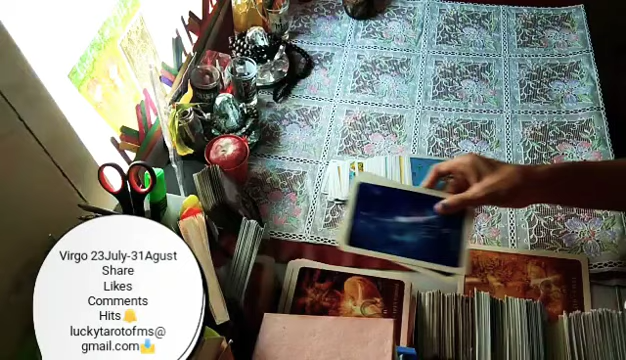 Virgo 23July-31Agust
Share
Likes
Comments
Hits🔔
luckytarotofms@
gmail.com📩